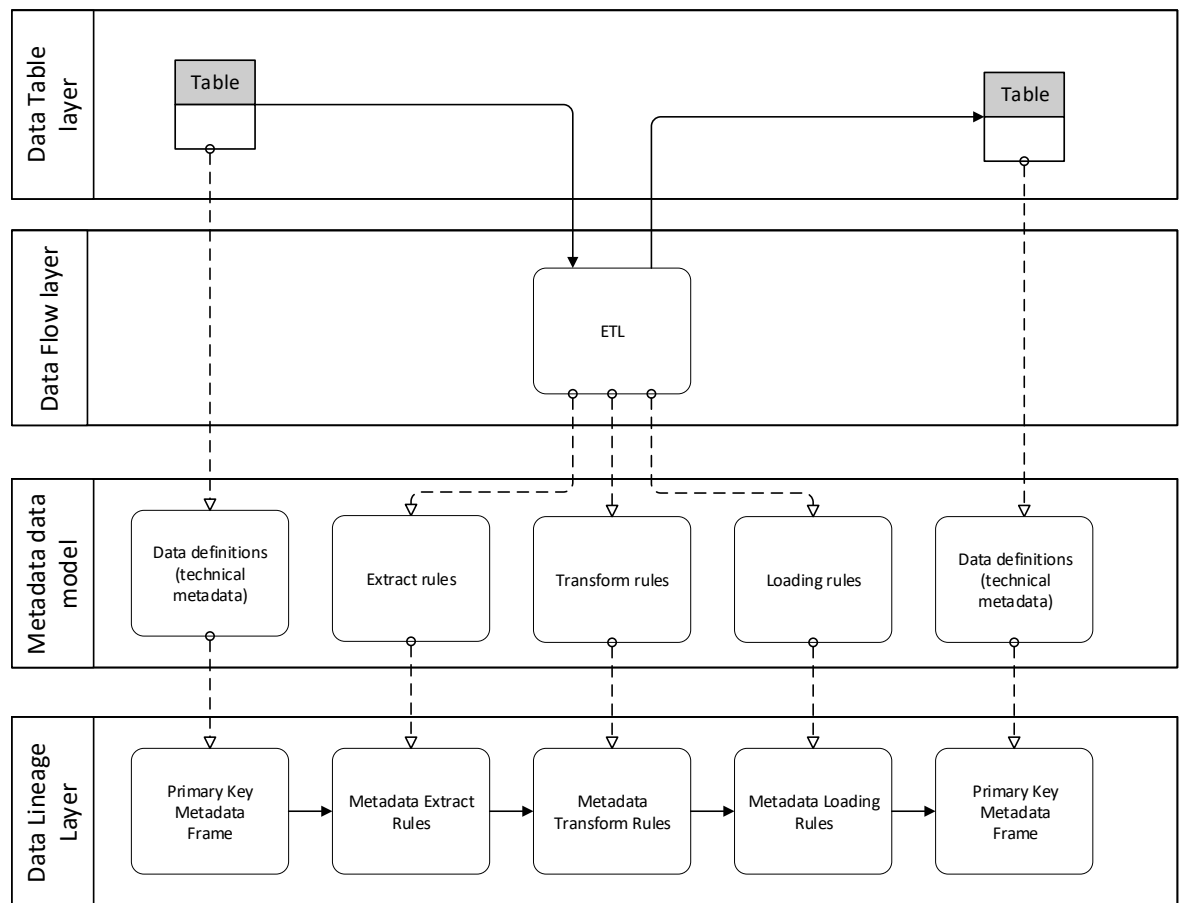 Data Table
layer
Table
Table
Data Flow layer
ETL
Metadata data
model
Data definitions
(technical
metadata)
Extract rules
Transform rules
Loading rules
Data definitions
(technical
metadata)
Data Lineage
Layer
Primary Key
Metadata
Frame
Metadata Extract
Rules
Metadata
Transform Rules
Metadata Loading
Rules
Primary Key
Metadata
Frame